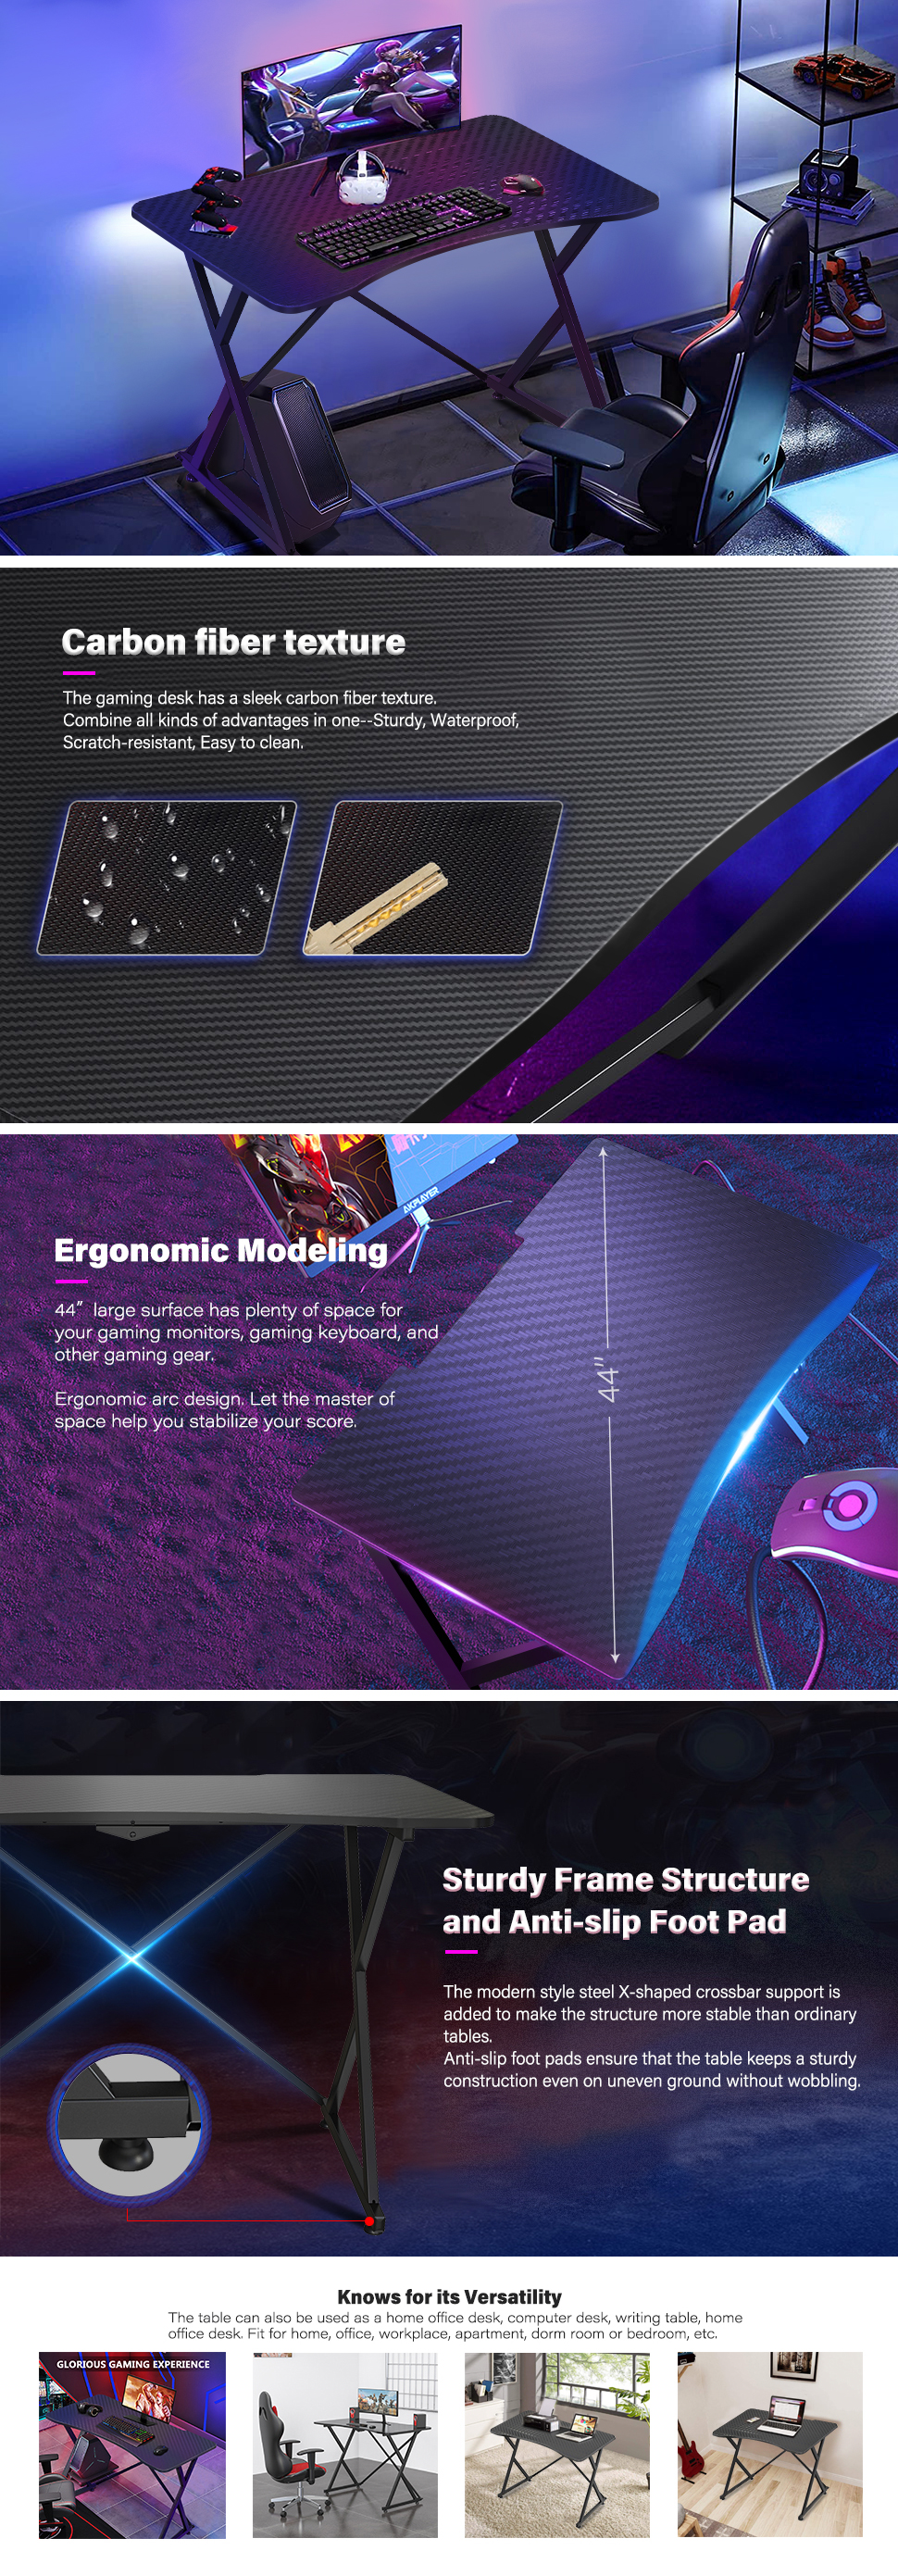 Carbon fiber texture
The gaming desk has a sleek carbon fiber texture.
Combine all kinds of advantages in one--Sturdy, Waterproof,
Scratch-resistant, Easy to clean.
AKPLAYER
Ergonomic Modeling
44” large surface has plenty of space for
your gaming monitors, gaming keyboard, and
other gaming gear.
Ergonomic arc design. Let the master of
space help you stabilize your score.
44"
Sturdy Frame Structure
and Anti-slip Foot Pad
The modern style steel X-shaped crossbar support is
added to make the structure more stable than ordinary
tables.
Anti-slip foot pads ensure that the table keeps a sturdy
construction even on uneven ground without wobbling.
Knows for its Versatility
The table can also be used as a home office desk, computer desk, writing table, home
office desk. Fit for home, office, workplace, apartment, dorm room or bedroom, etc.
GLORIOUS GAMING EXPERIENCE